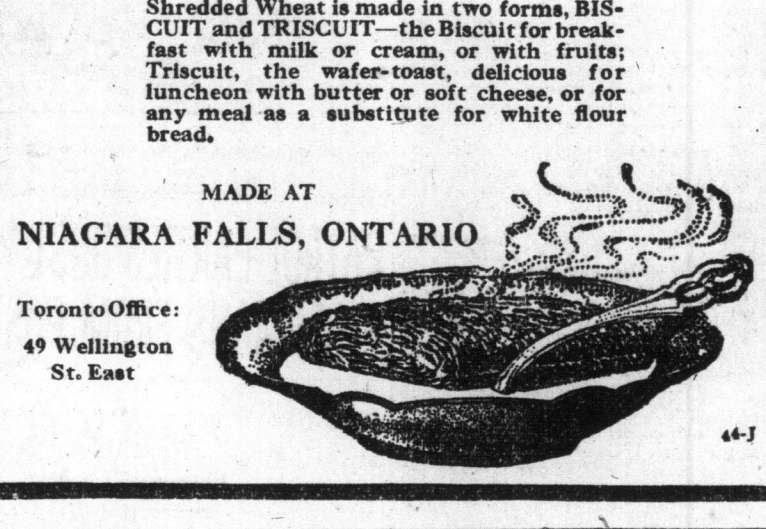 Shredded Wheat is made in two forms, BIS-
CUIT and TRISCUIT—the Biscuit for break-
fast with milk or cream, or with fruits;
Triscuit, the wafer-toast, delicious for
luncheon with butter or soft cheese, or for
any meal as a substitute for white flour
bread.
MADE AT
NIAGARA FALLS, ONTARIO
Toronto Office:
49 Wellington
St. East
44-J